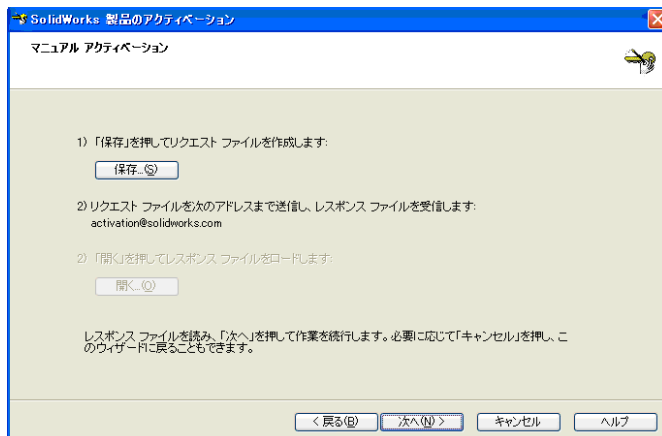 SolidWorks 製品のアクティベーション
マニュアル アクティベーション
1) 「保存」を押してリクエスト ファイルを作成します:
保存...(S)
2) リクエスト ファイルを次のアドレスまで送信し、レスポンス ファイルを受信します:
activation@solidworks.com
2) 「開く」を押してレスポンス ファイルをロードします:
開く...(O)
レスポンス ファイルを読み、「次へ」を押して作業を続行します。必要に応じて「キャンセル」を押し、こ
のウィザードに戻ることもできます。
< 戻る(B) 次へ(N) > キャンセル ヘルプ